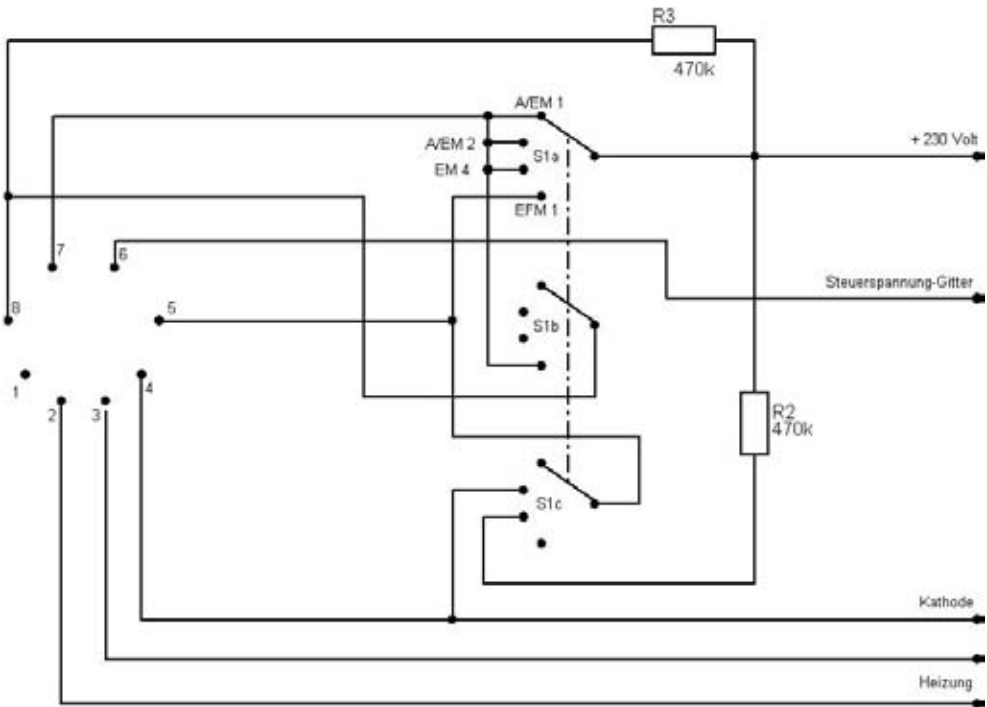 R3
470k
A/EM 1
A/EM 2
S1a
+ 230 Volt
EM 4
EFM 1
7
6
Steuerspannung-Gitter
8
5
S1b
1
4
2
3
R2
470k
S1c
Kathode
Heizung